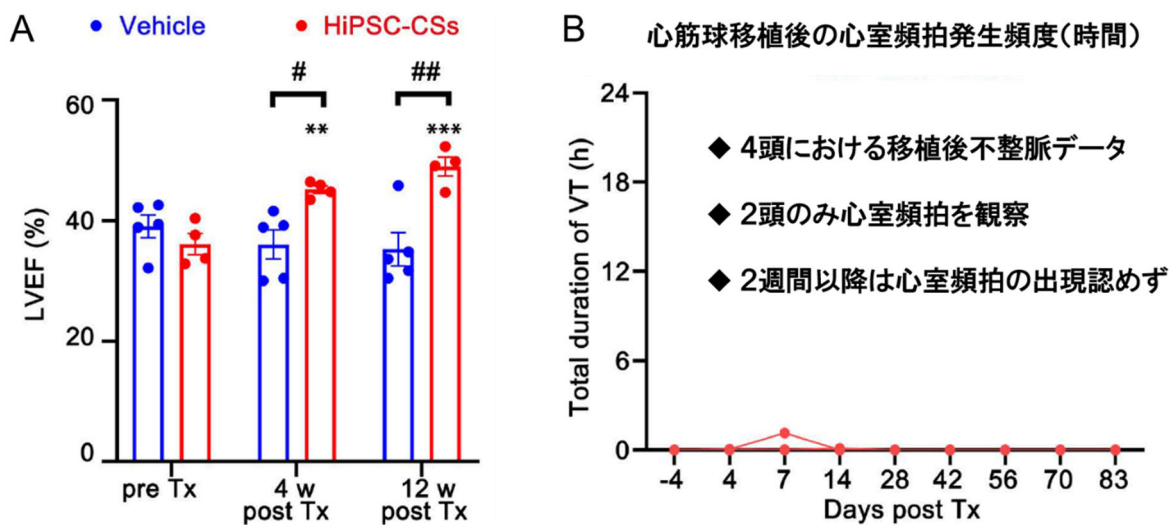 A
● Vehicle ● HiPSC-CSs
# ##
** ***
LVEF (%)
60
40
20
0
pre Tx
4 w
post Tx
12 w
post Tx
B
心筋球移植後の心室頻拍発生頻度(時間)
Total duration of VT (h)
24
18
12
6
0
◆ 4頭における移植後不整脈データ
◆ 2頭のみ心室頻拍を観察
◆ 2週間以降は心室頻拍の出現認めず
-4 4 7 14 28 42 56 70 83
Days post Tx